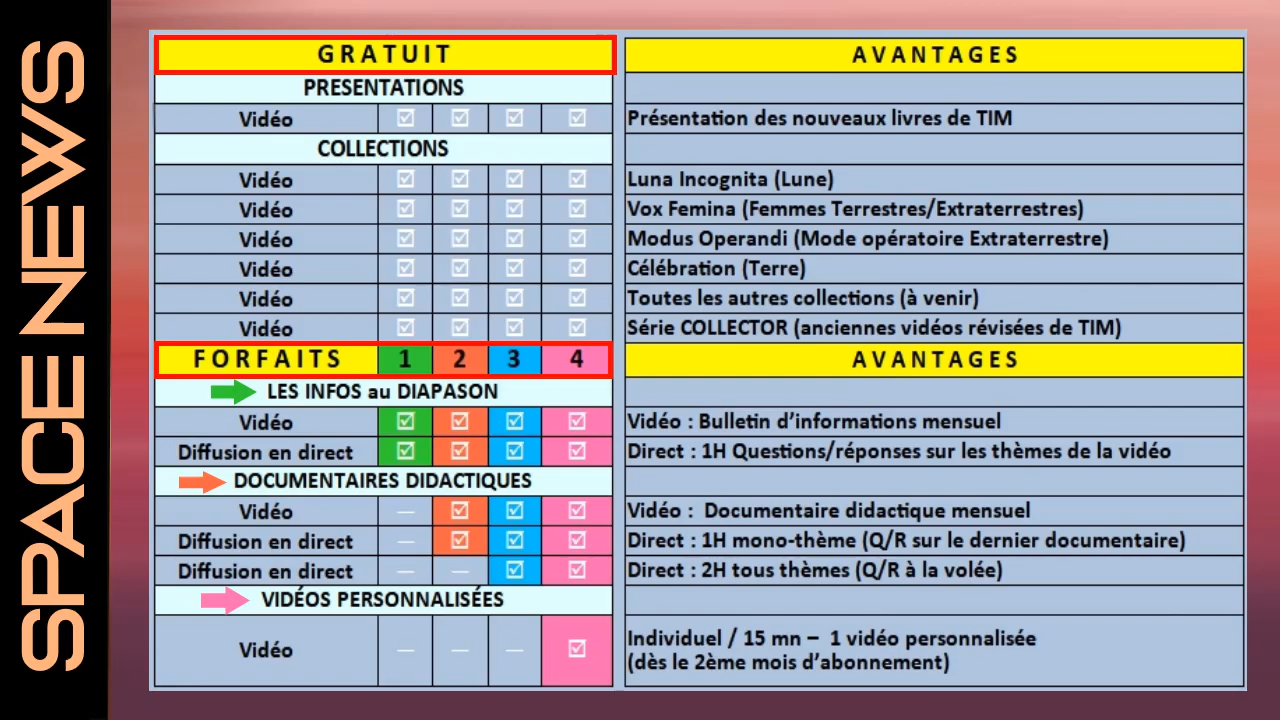 SPACE NEWS
GRATUIT AVANTAGES
PRESENTATIONS
Vidéo ☑ ☑ ☑ ☑ Présentation des nouveaux livres de TIM
COLLECTIONS
Vidéo ☑ ☑ ☑ ☑ Luna Incognita (Lune)
Vidéo ☑ ☑ ☑ ☑ Vox Femina (Femmes Terrestres/Extraterrestres)
Vidéo ☑ ☑ ☑ ☑ Modus Operandi (Mode opératoire Extraterrestre)
Vidéo ☑ ☑ ☑ ☑ Célébration (Terre)
Vidéo ☑ ☑ ☑ ☑ Toutes les autres collections (à venir)
Vidéo ☑ ☑ ☑ ☑ Série COLLECTOR (anciennes vidéos révisées de TIM)
FORFAITS 1 2 3 4 AVANTAGES
LES INFOS au DIAPASON
Vidéo ☑ ☑ ☑ ☑ Vidéo : Bulletin d'informations mensuel
Diffusion en direct ☑ ☑ ☑ ☑ Direct : 1H Questions/réponses sur les thèmes de la vidéo
DOCUMENTAIRES DIDACTIQUES
Vidéo — ☑ ☑ ☑ Vidéo : Documentaire didactique mensuel
Diffusion en direct — ☑ ☑ ☑ Direct : 1H mono-thème (Q/R sur le dernier documentaire)
Diffusion en direct — — ☑ ☑ Direct : 2H tous thèmes (Q/R à la volée)
VIDÉOS PERSONNALISÉES
Vidéo — — — ☑ Individuel / 15 mn – 1 vidéo personnalisée
(dès le 2ème mois d'abonnement)